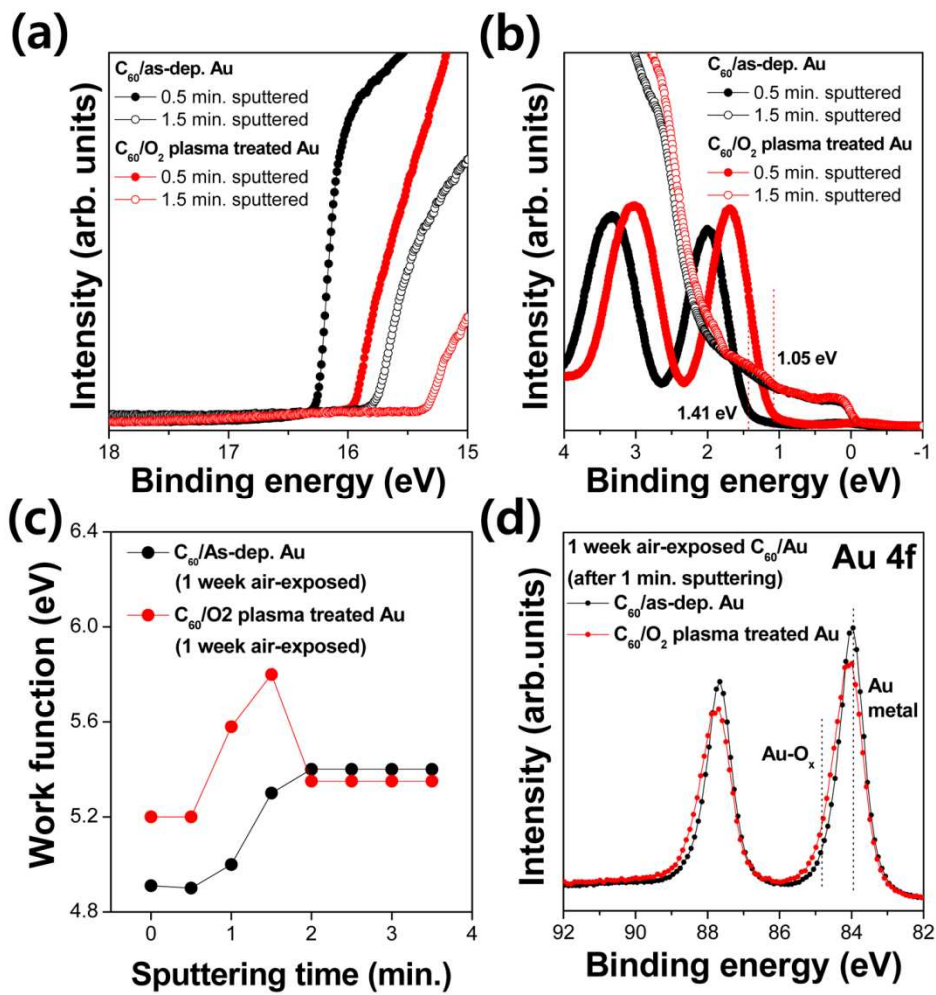 (a)
C60/as-dep. Au
0.5 min. sputtered
1.5 min. sputtered
C60/O2 plasma treated Au
0.5 min. sputtered
1.5 min. sputtered
Intensity (arb. units)
18 17 16 15
Binding energy (eV)
(b)
C60/as-dep. Au
0.5 min. sputtered
1.5 min. sputtered
C60/O2 plasma treated Au
0.5 min. sputtered
1.5 min. sputtered
1.05 eV
1.41 eV
Intensity (arb. units)
4 3 2 1 0 -1
Binding energy (eV)
(c)
C60/As-dep. Au
(1 week air-exposed)
C60/O2 plasma treated Au
(1 week air-exposed)
Work function (eV)
6.4
6.0
5.6
5.2
4.8
0 1 2 3 4
Sputtering time (min.)
(d)
1 week air-exposed C60/Au
(after 1 min. sputtering)
Au 4f
C60/as-dep. Au
C60/O2 plasma treated Au
Au
metal
Au-Ox
Intensity (arb.units)
92 90 88 86 84 82
Binding energy (eV)